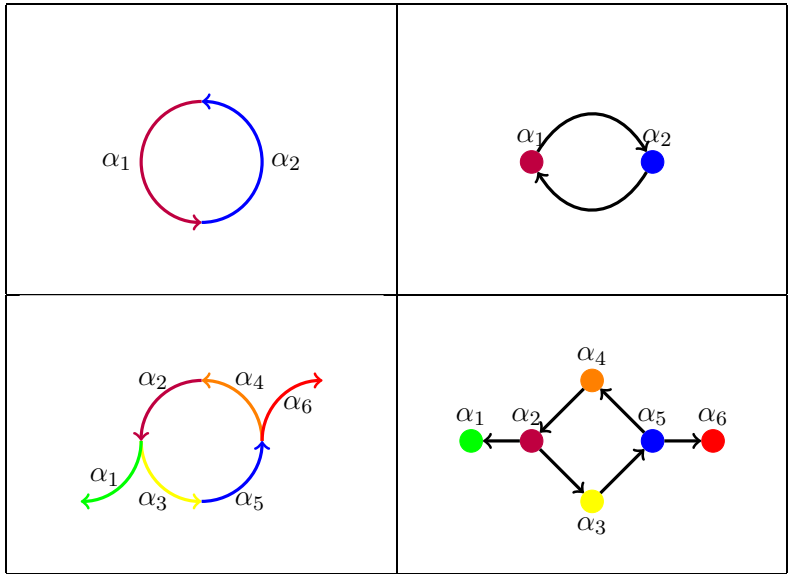 α₁ α₂
α₁ α₂
α₂ α₄
α₆
α₁
α₃ α₅
α₄
α₁ α₂ α₅ α₆
α₃